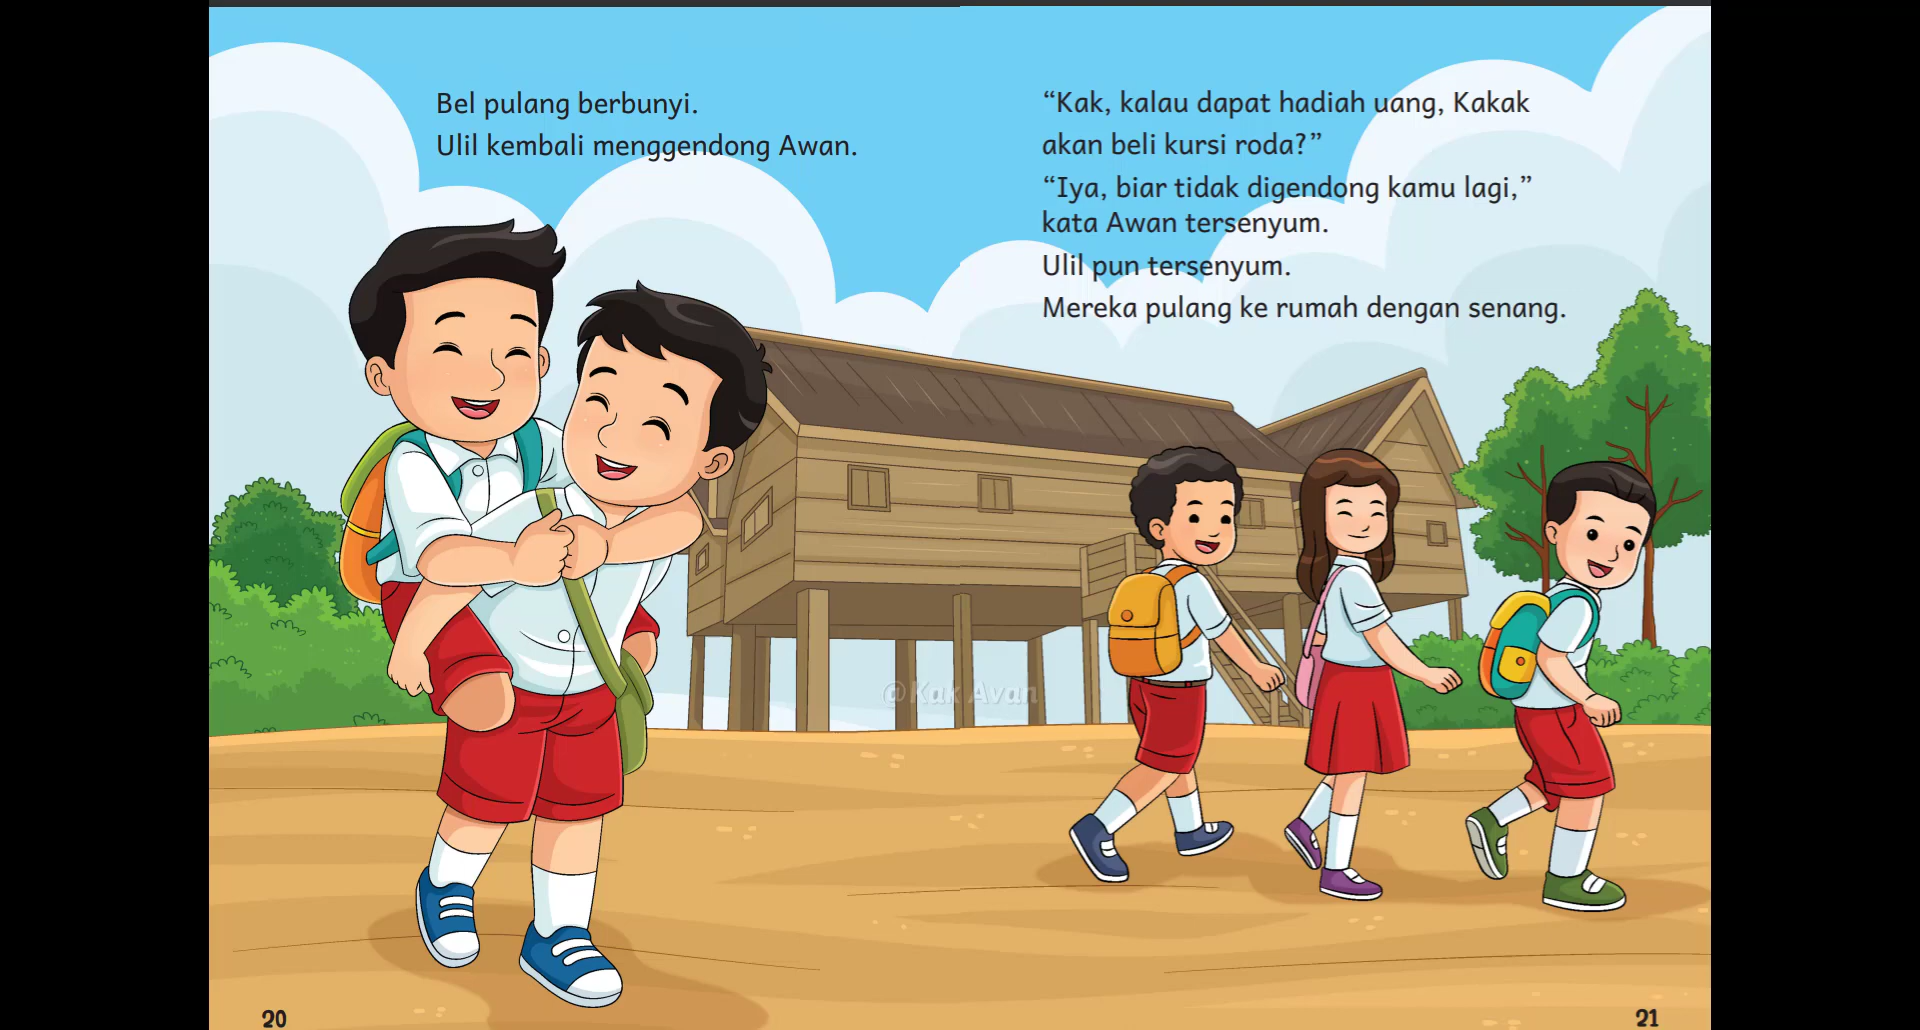 Bel pulang berbunyi.
Ulil kembali menggendong Awan.
“Kak, kalau dapat hadiah uang, Kakak
akan beli kursi roda?”
“Iya, biar tidak digendong kamu lagi,”
kata Awan tersenyum.
Ulil pun tersenyum.
Mereka pulang ke rumah dengan senang.
@Kak Avan
20
21